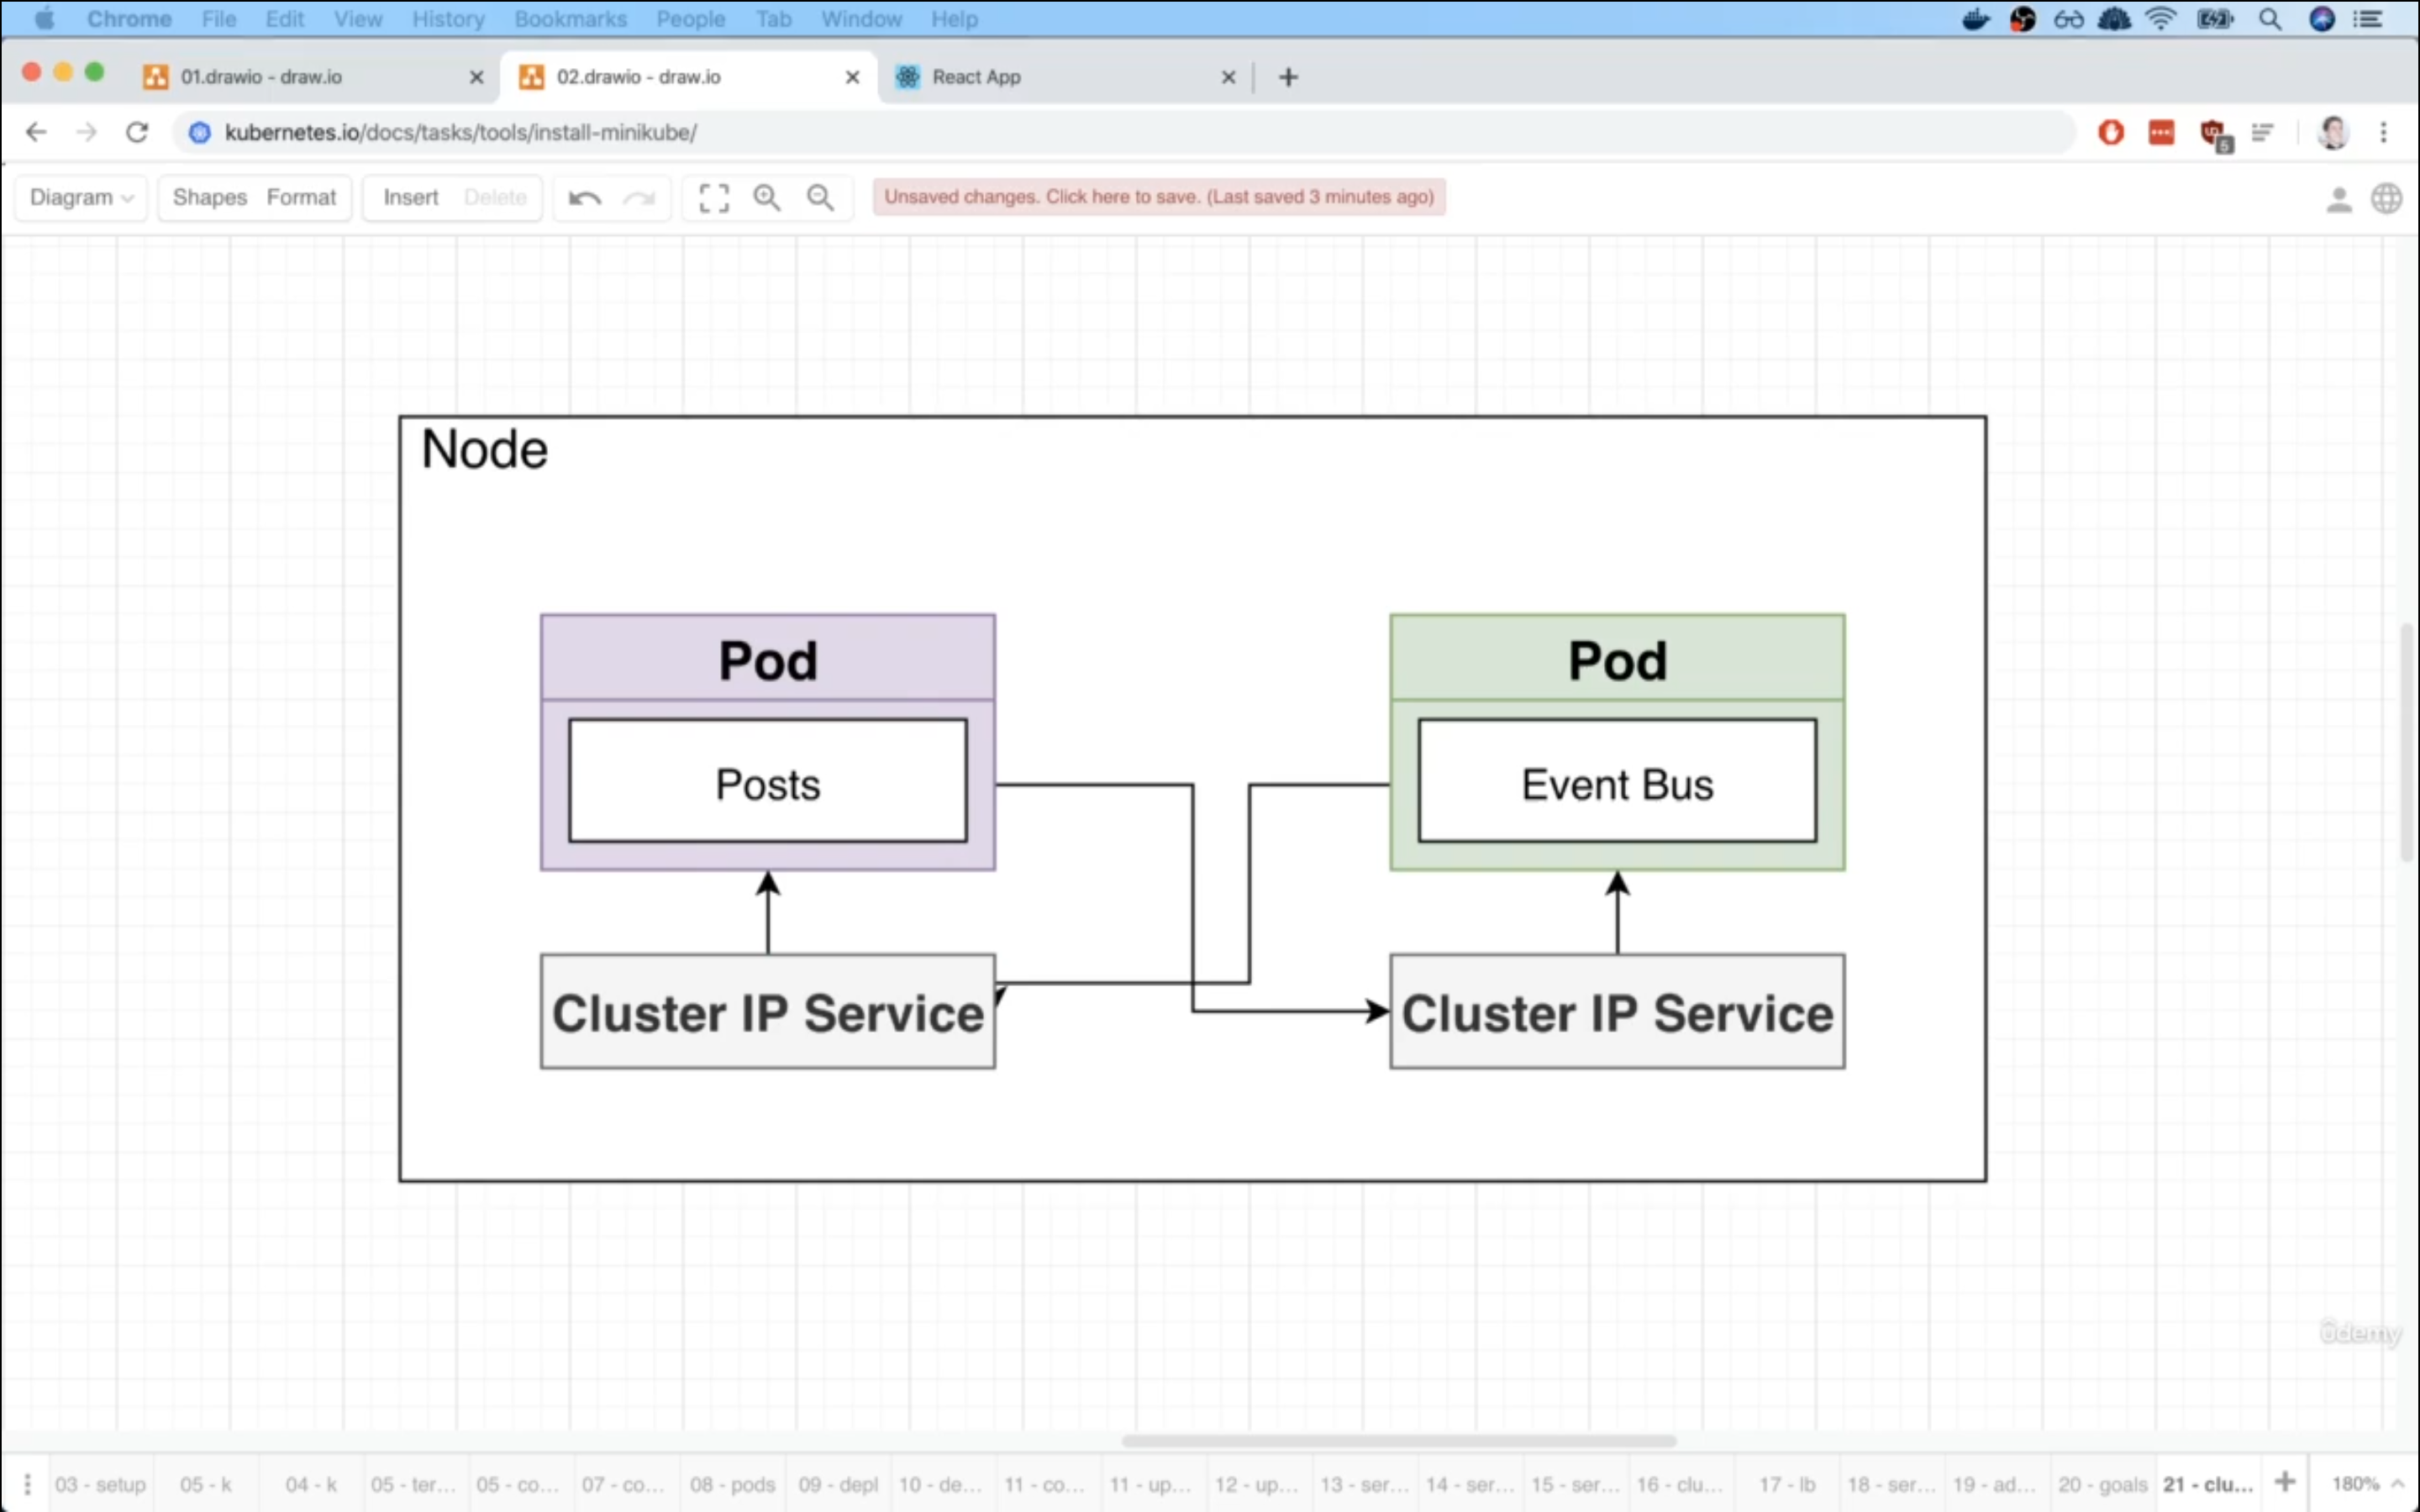 Chrome File Edit View History Bookmarks People Tab Window Help
01.drawio - draw.io 02.drawio - draw.io React App
kubernetes.io/docs/tasks/tools/install-minikube/
5
Diagram Shapes Format Insert Delete Unsaved changes. Click here to save. (Last saved 3 minutes ago)
Node
Pod Pod
Posts Event Bus
Cluster IP Service Cluster IP Service
ûdemy
03 - setup 05 - k 04 - k 05 - ter... 05 - co... 07 - co... 08 - pods 09 - depl 10 - de... 11 - co... 11 - up... 12 - up... 13 - ser... 14 - ser... 15 - ser... 16 - clu... 17 - lb 18 - ser... 19 - ad... 20 - goals 21 - clu... 180%